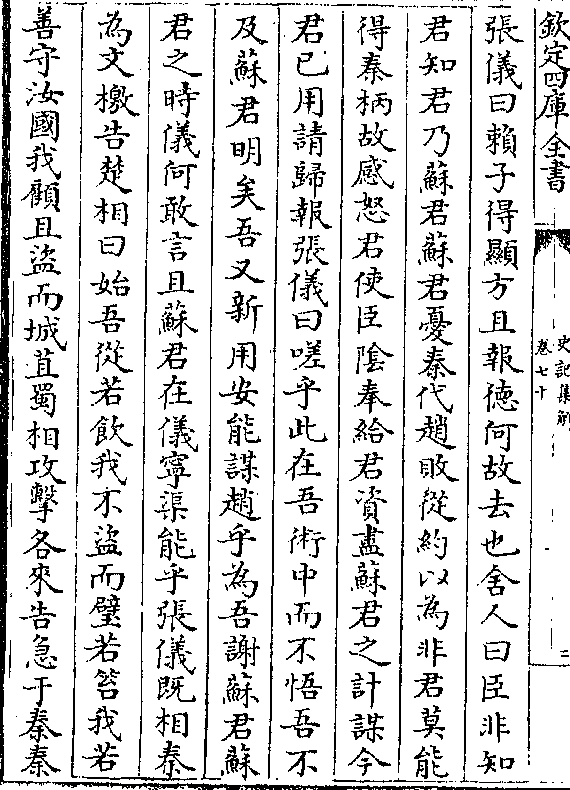 欽定四庫全書
史記集解
卷七十
二
張儀曰賴子得顯方且報徳何故去也舎人曰臣非知
君知君乃蘇君蘇君憂秦伐趙敗從約以為非君莫能
得秦柄故感怒君使臣隂奉給君資盡蘇君之計謀今
君已用請歸報張儀曰嗟乎此在吾術中而不悟吾不
及蘇君明矣吾又新用安能謀趙乎為吾謝蘇君蘇
君之時儀何敢言且蘇君在儀寧渠能乎張儀既相秦
為文檄告楚相曰始吾從若飲我不盜而璧若笞我若
善守汝國我顧且盜而城苴蜀相攻擊各來告急于秦秦